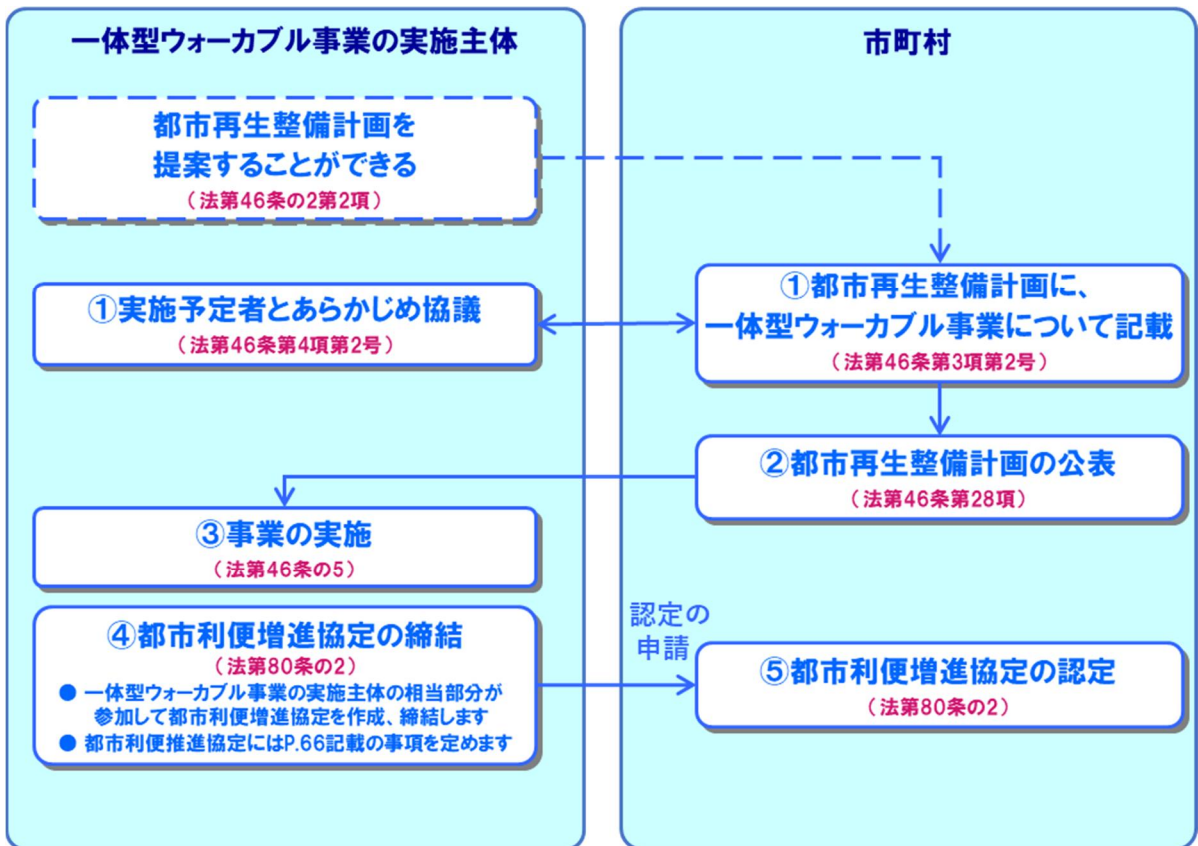 一体型ウォーカブル事業の実施主体
都市再生整備計画を
提案することができる
（法第46条の2第2項）
①実施予定者とあらかじめ協議
（法第46条第4項第2号）
③事業の実施
（法第46条の5）
④都市利便増進協定の締結
（法第80条の2）
● 一体型ウォーカブル事業の実施主体の相当部分が
参加して都市利便増進協定を作成、締結します
● 都市利便推進協定にはP.66記載の事項を定めます
認定の
申請
市町村
①都市再生整備計画に、
一体型ウォーカブル事業について記載
（法第46条第3項第2号）
②都市再生整備計画の公表
（法第46条第28項）
⑤都市利便増進協定の認定
（法第80条の2）